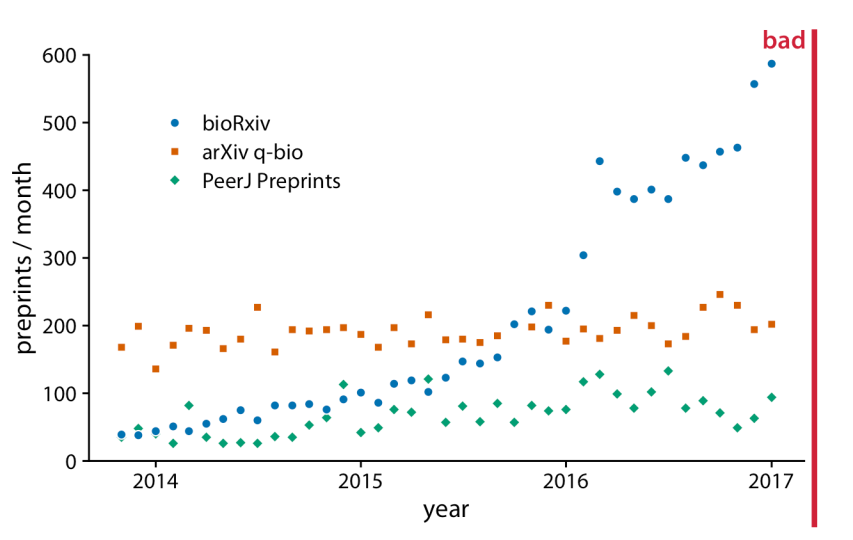 bad
600
500
400
300
200
100
0
preprints / month
bioRxiv
arXiv q-bio
PeerJ Preprints
2014 2015 2016 2017
year